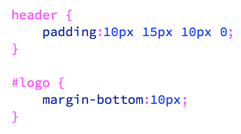 header {
    padding:10px 15px 10px 0;
}

#logo {
    margin-bottom:10px;
}